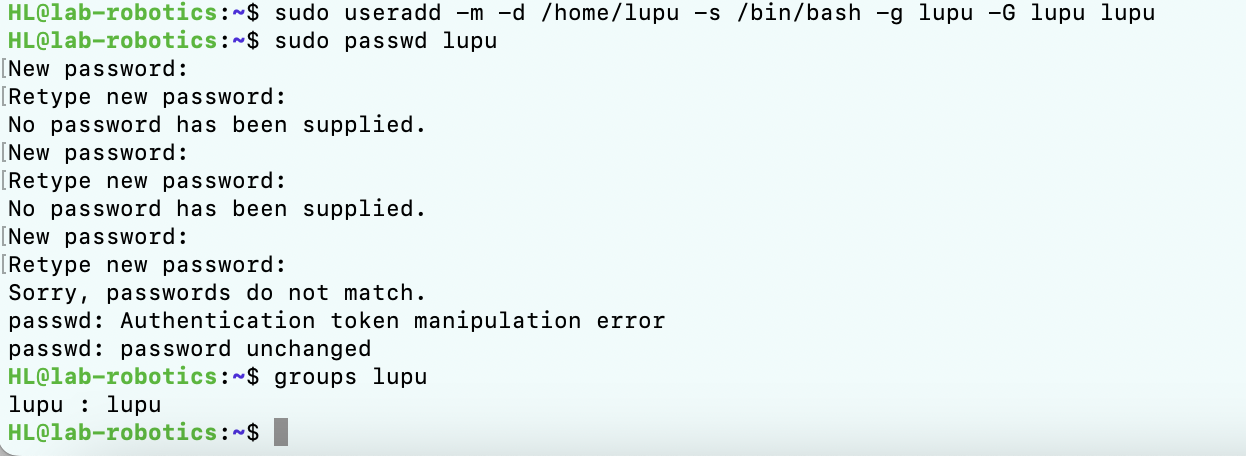 HL@lab-robotics:~$ sudo useradd -m -d /home/lupu -s /bin/bash -g lupu -G lupu lupu
HL@lab-robotics:~$ sudo passwd lupu
[New password:
[Retype new password:
No password has been supplied.
[New password:
[Retype new password:
No password has been supplied.
[New password:
[Retype new password:
Sorry, passwords do not match.
passwd: Authentication token manipulation error
passwd: password unchanged
HL@lab-robotics:~$ groups lupu
lupu : lupu
HL@lab-robotics:~$